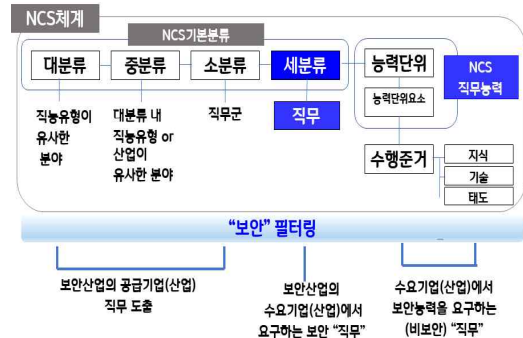 NCS체계
NCS기본분류
대분류
중분류
소분류
세분류
능력단위
능력단위요소
NCS
직무능력
직능유형이
유사한
분야
대분류 내
직능유형 or
산업이
유사한 분야
직무군
직무
수행준거
지식
기술
태도
“보안” 필터링
보안산업의 공급기업(산업)
직무 도출
보안산업의
수요기업(산업)에서
요구하는 보안 “직무”
수요기업(산업)에서
보안능력을 요구하는
(비보안) “직무”